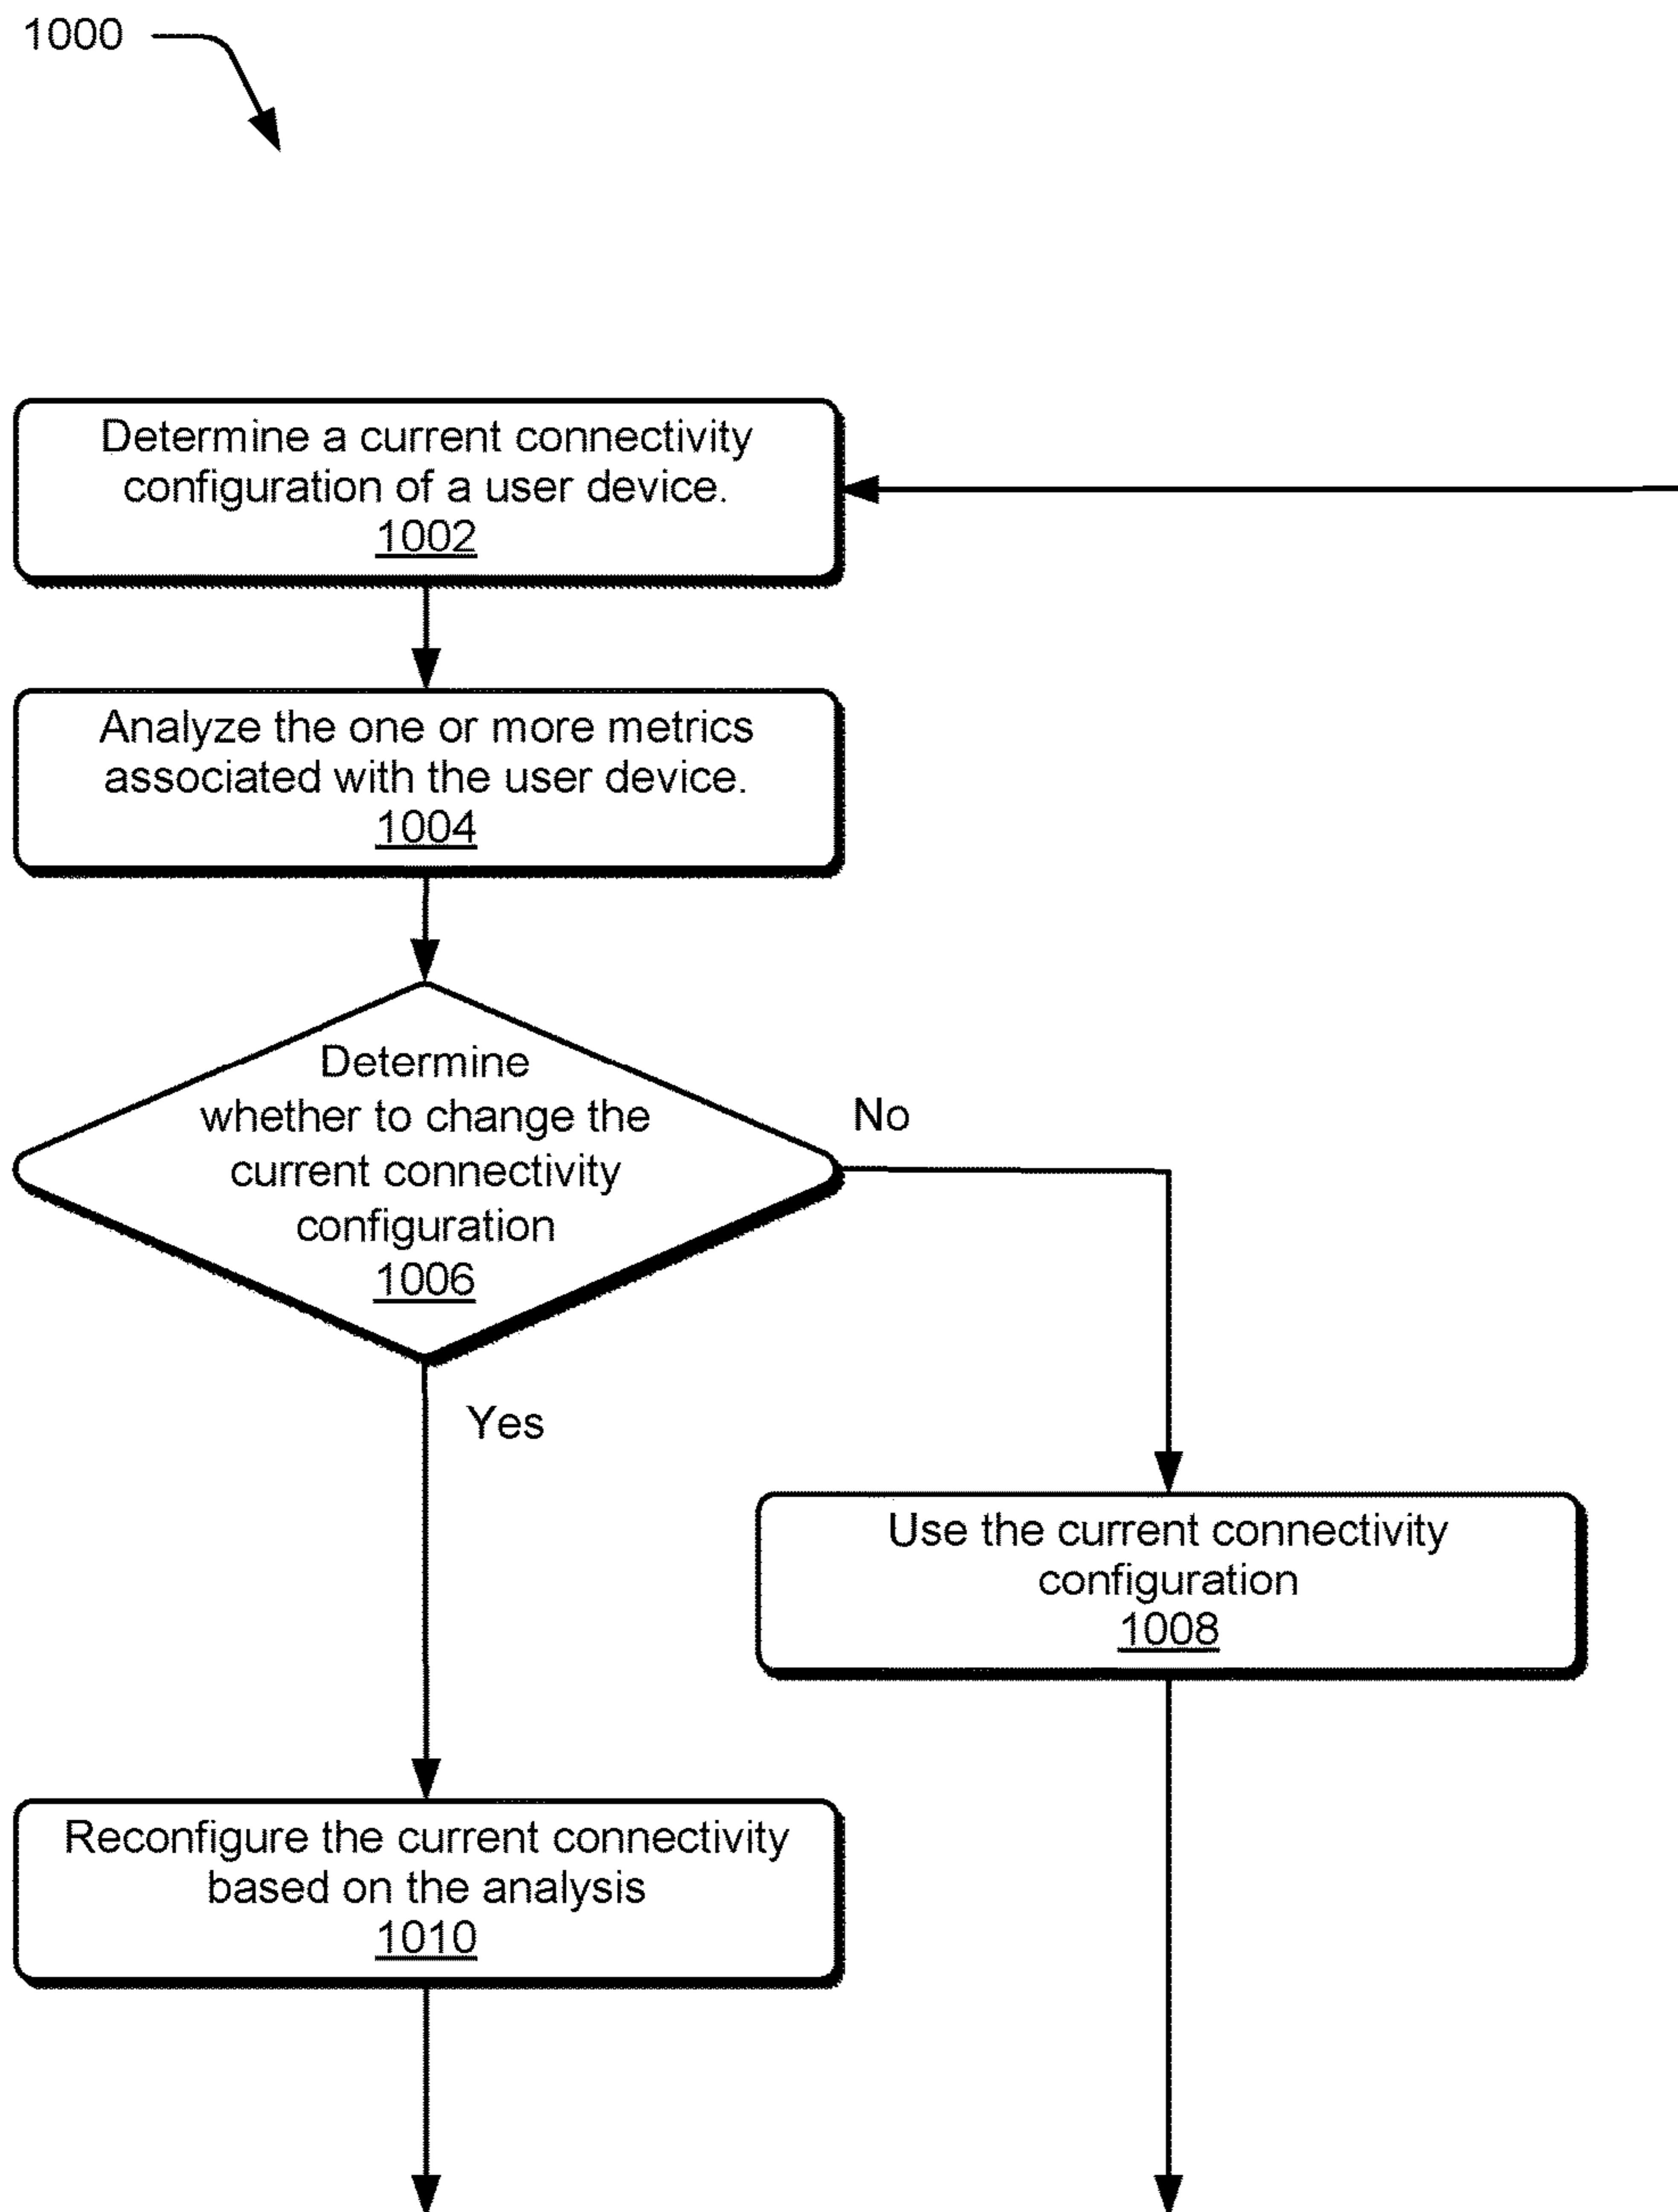 1000
Determine a current connectivity
configuration of a user device.
1002
Analyze the one or more metrics
associated with the user device.
1004
Determine
whether to change the
current connectivity
configuration
1006
No
Yes
Use the current connectivity
configuration
1008
Reconfigure the current connectivity
based on the analysis
1010